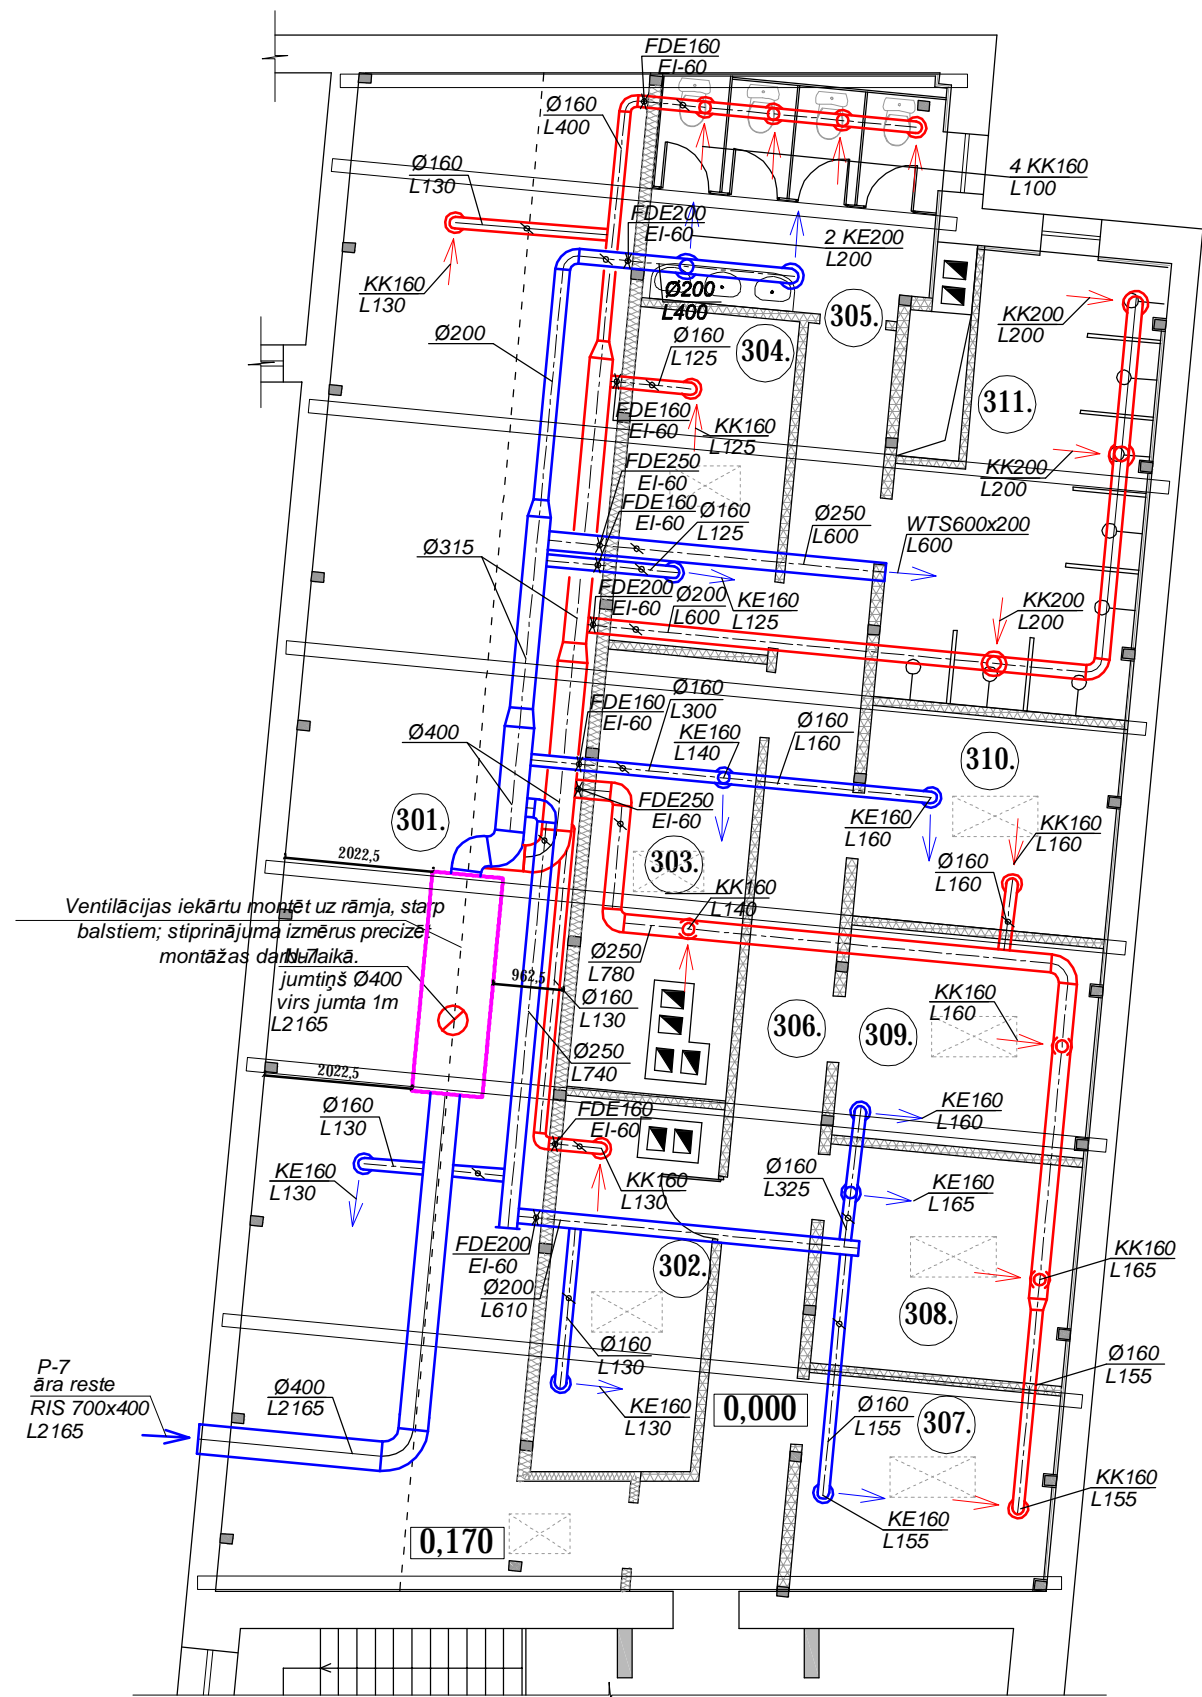 FDE160
EI-60
Ø160
L400
4 KK160
L100
Ø160
L130
FDE200
EI-60
2 KE200
L200
KK160
L130
Ø200
L400
KK200
L200
305.
Ø200
Ø160
L125
304.
311.
FDE160
EI-60
KK160
L125
FDE250
EI-60
KK200
L200
FDE160
EI-60
Ø160
L125
Ø250
L600
WTS600x200
L600
Ø315
FDE200
EI-60
Ø200
L600
KE160
L125
KK200
L200
FDE160
EI-60
Ø160
L300
KE160
L140
Ø160
L160
Ø400
310.
FDE250
EI-60
301.
KE160
L160
KK160
L160
2022,5
303.
Ø160
L160
KK160
L140
Ventilācijas iekārtu montēt uz rāmja, starp
balstiem; stiprinājuma izmērus precizēt
montāžas darbu laikā.
N-7
jumtiņš Ø400
virs jumta 1m
L2165
962,5
Ø250
L780
Ø160
L130
KK160
L160
306.
309.
Ø250
L740
2022,5
Ø160
L130
FDE160
EI-60
KE160
L160
KE160
L130
KK160
L130
Ø160
L325
KE160
L165
FDE200
EI-60
302.
KK160
L165
Ø200
L610
308.
Ø160
L130
Ø160
L155
P-7
āra reste
RIS 700x400
L2165
Ø400
L2165
KE160
L130
0,000
Ø160
L155
307.
KK160
L155
KE160
L155
0,170